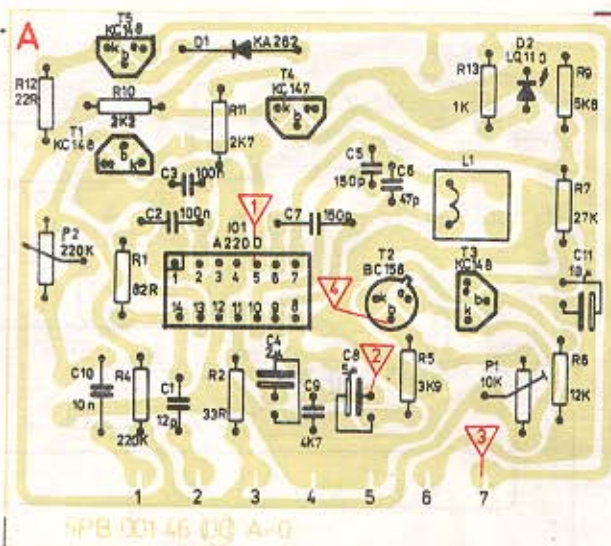 A
T5
KC148
D1
KA262
T4
KC147
D2
LQ110
R13
1K
R9
5K6
R12
22R
R10
2K2
R11
2K7
T1
KC148
C3
100n
C5
150p
C6
47p
L1
R7
27K
P2
220K
C2
100n
1
IO1
A220D
C7
150p
R1
82R
1 2 3 4 5 6 7
14 13 12 11 10 9 8
T2
BC158
T3
KC148
C11
4
C10
10n
R4
220K
C1
12p
R2
33R
C4
2µ
C9
4K7
C8
5µ
2
R5
3K9
P1
10K
R6
12K
3
1 2 3 4 5 6 7